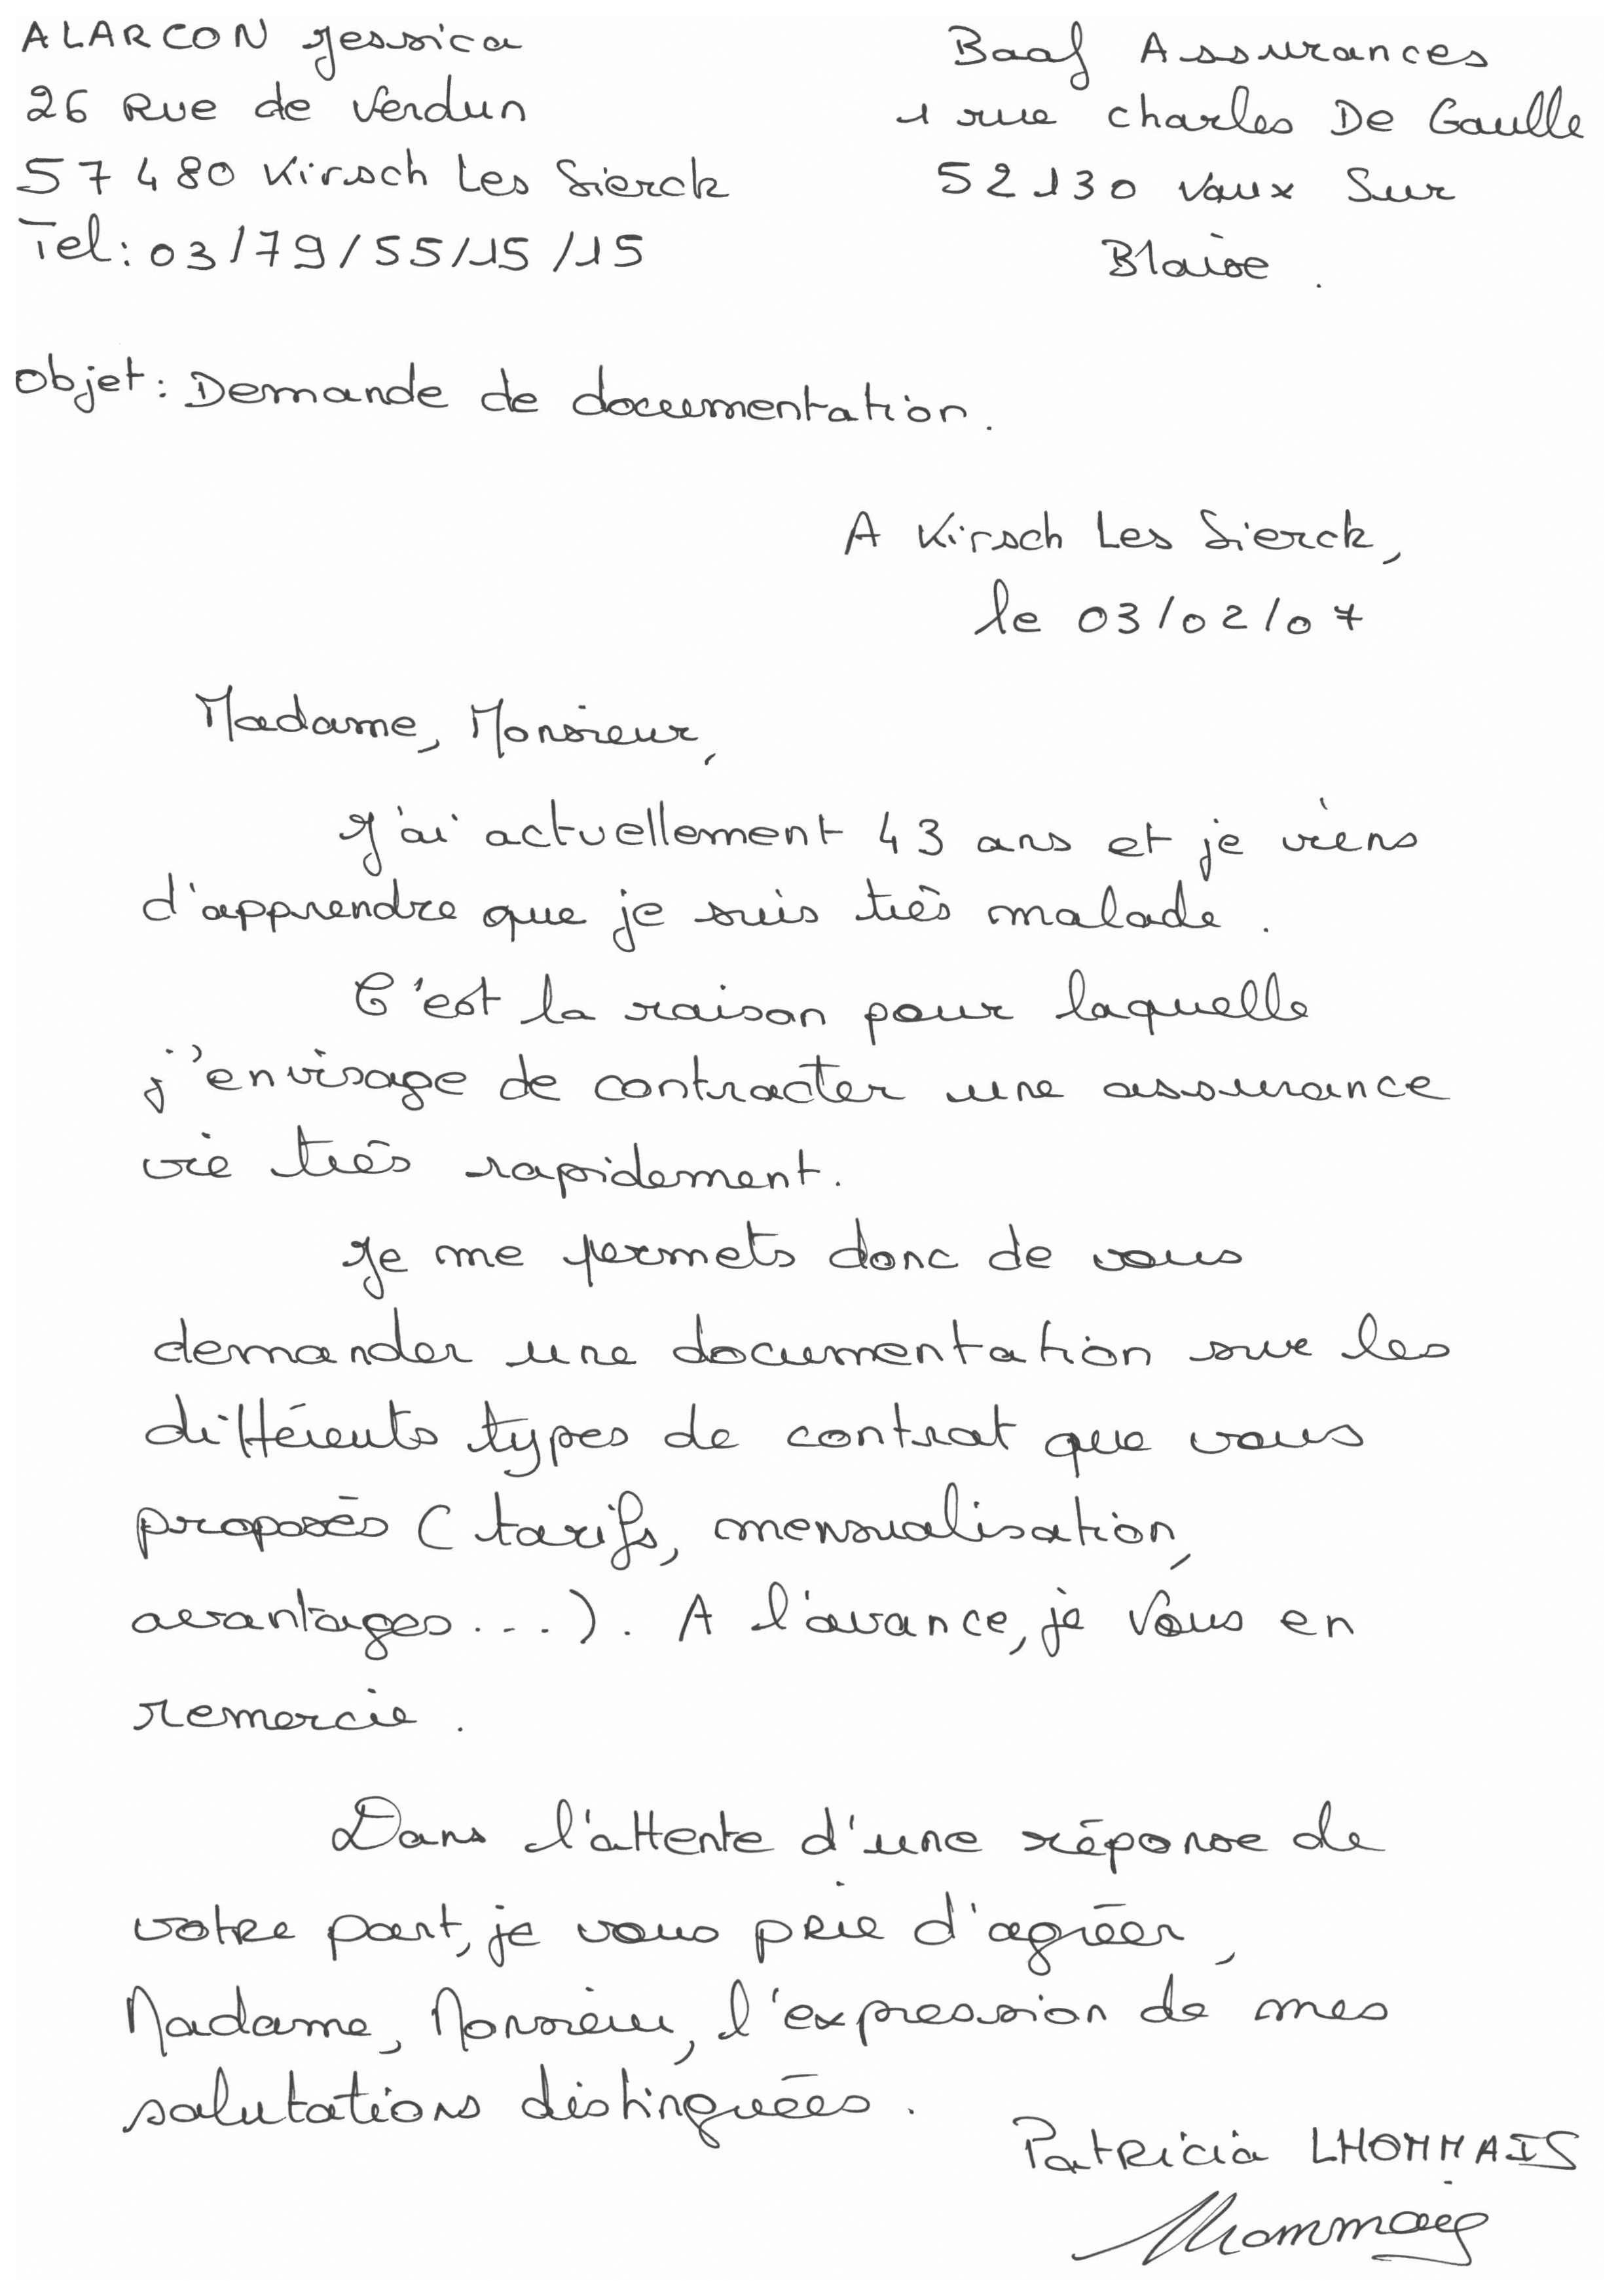 ALARCON Jessica
26 Rue de Verdun
57480 Kirsch Les Sierck
Tel: 03/79/55/15/15
Baaf Assurances
1 rue charles De Gaulle
52130 Vaux Sur
Blaise.
Objet: Demande de documentation.
A Kirsch Les Sierck,
le 03/02/07
Madame, Monsieur,
J'ai actuellement 43 ans et je viens
d'apprendre que je suis très malade.
C'est la raison pour laquelle
j'envisage de contracter une assurance
vie très rapidement.
Je me permets donc de vous
demander une documentation sur les
différents types de contrat que vous
proposés (tarifs, mensualisation,
avantages...). A l'avance, je vous en
remercie.
Dans l'attente d'une réponse de
votre part, je vous prie d'agréer,
Madame, Monsieur, l'expression de mes
salutations distinguées.
Patricia LHOMMAIS
Lhommais